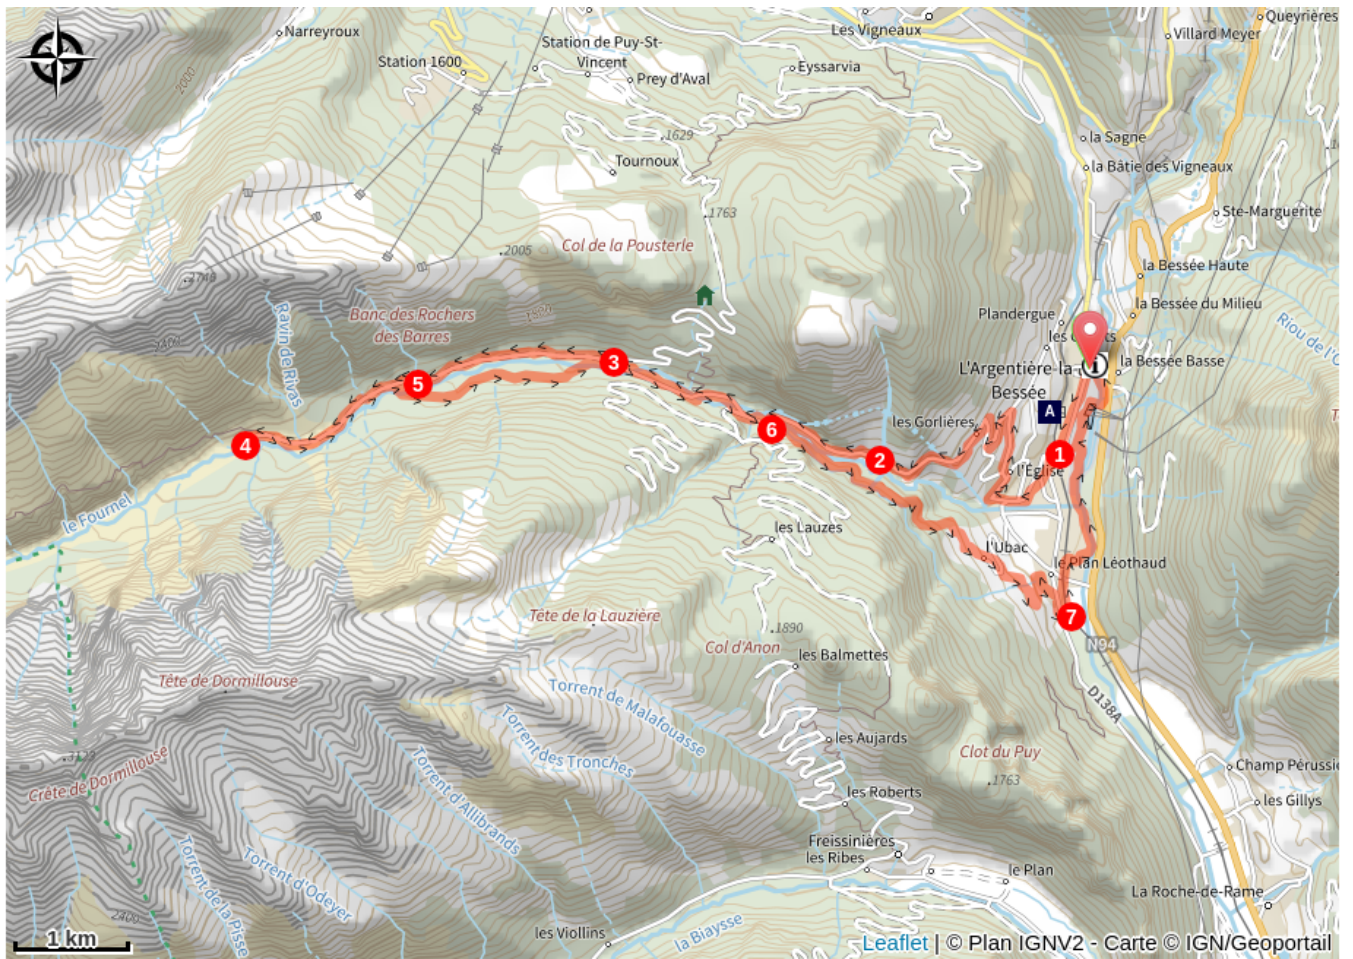 Narreyroux
Les Vigneaux
Queyrières
Villard Meyer
Station de Puy-St-
Vincent
Station 1600
Prey d'Aval
Eyssarvia
2000
1629
la Sagne
Tournoux
la Bâtie des Vigneaux
1763
Ste-Marguerite
Col de la Pousterle
2005
2749
la Bessée Haute
Ravin de Rivas
Banc des Rochers
des Barres
la Bessée du Milieu
Plandergue
2400
3
L'Argentière-la-
Bessée
la Bessée Basse
5
A
les Gorlières
6
4
2
1
l'Église
le Fournel
les Lauzes
l'Ubac
le Plan Léothaud
Tête de la Lauzière
7
1890
Col d'Anon
les Balmettes
N94
Tête de Dormillouse
Torrent de Malafouasse
D138A
Torrent des Tronches
les Aujards
Clot du Puy
1763
3129
Crête de Dormillouse
Torrent d'Allibrands
les Roberts
Champ Pérussi
les Gillys
Freissinières
les Ribes
le Plan
Torrent d'Odeyer
Torrent de la Pisse
La Roche-de-Rame
2400
les Viollins
la Biaysse
1 km
Leaflet | © Plan IGNV2 - Carte © IGN/Geoportail